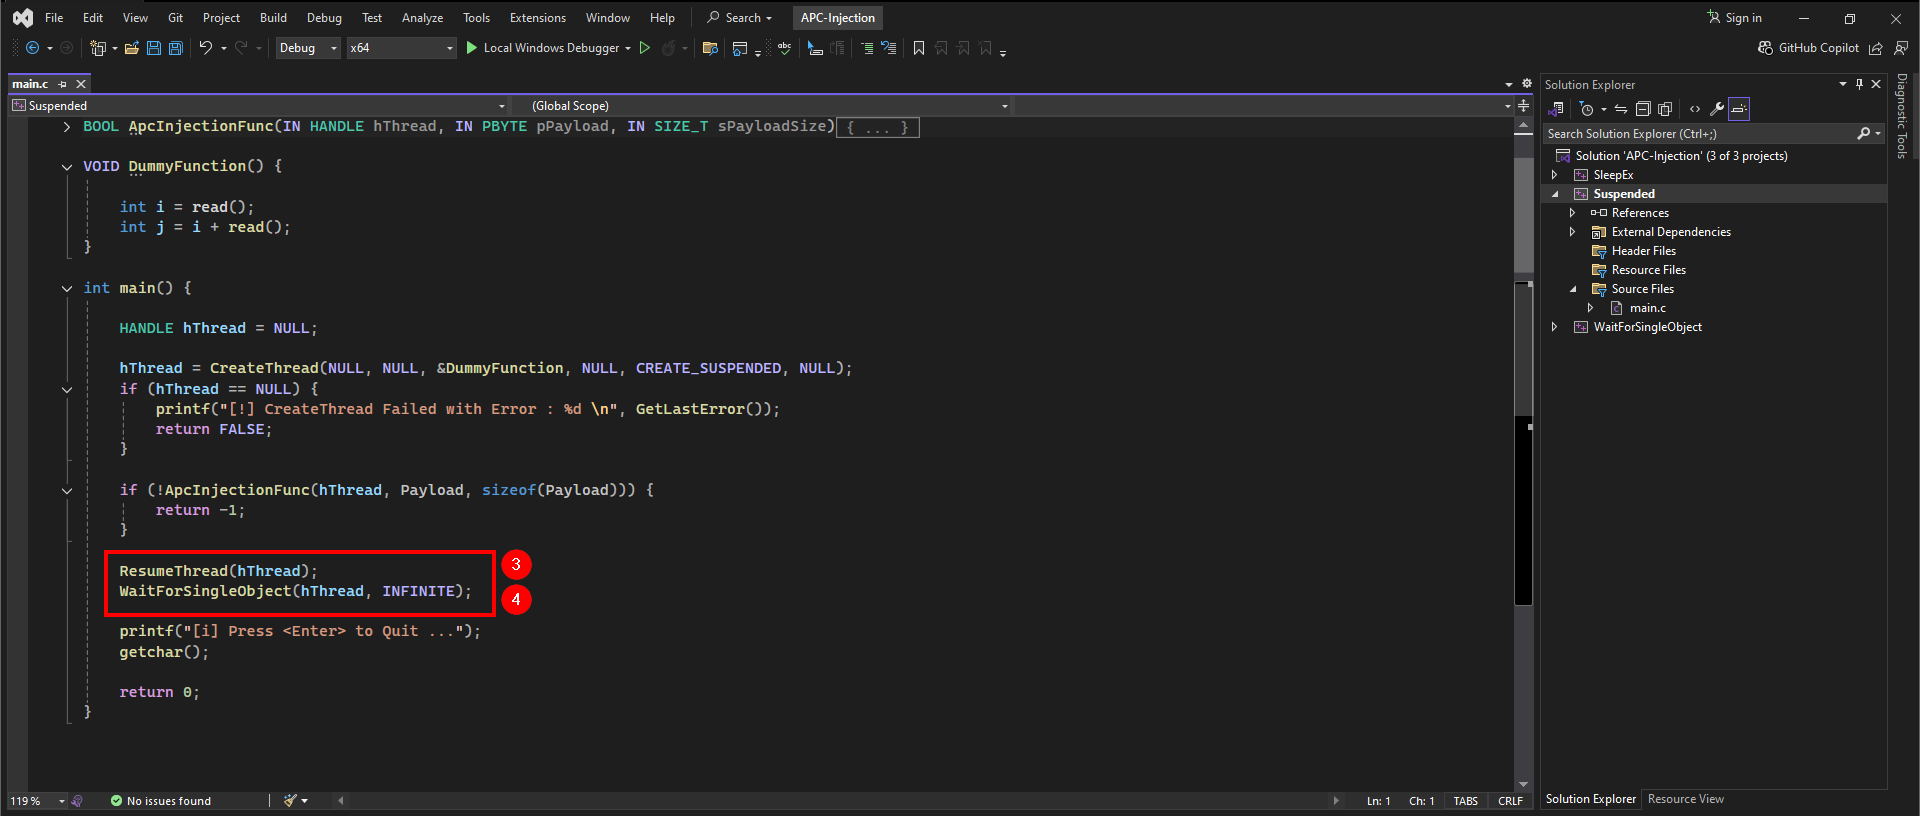 File Edit View Git Project Build Debug Test Analyze Tools Extensions Window Help Search APC-Injection Sign in
Debug x64 Local Windows Debugger abc GitHub Copilot
main.c
Suspended (Global Scope)
BOOL ApcInjectionFunc(IN HANDLE hThread, IN PBYTE pPayload, IN SIZE_T sPayloadSize){ ... }
VOID DummyFunction() {
int i = read();
int j = i + read();
}
int main() {
HANDLE hThread = NULL;
hThread = CreateThread(NULL, NULL, &DummyFunction, NULL, CREATE_SUSPENDED, NULL);
if (hThread == NULL) {
printf("[!] CreateThread Failed with Error : %d \n", GetLastError());
return FALSE;
}
if (!ApcInjectionFunc(hThread, Payload, sizeof(Payload))) {
return -1;
}
ResumeThread(hThread);
3
WaitForSingleObject(hThread, INFINITE);
4
printf("[i] Press <Enter> to Quit ...");
getchar();
return 0;
}
119 % No issues found Ln: 1 Ch: 1 TABS CRLF
Solution Explorer
Search Solution Explorer (Ctrl+;)
Solution 'APC-Injection' (3 of 3 projects)
SleepEx
Suspended
References
External Dependencies
Header Files
Resource Files
Source Files
main.c
WaitForSingleObject
Solution Explorer Resource View
Diagnostic Tools